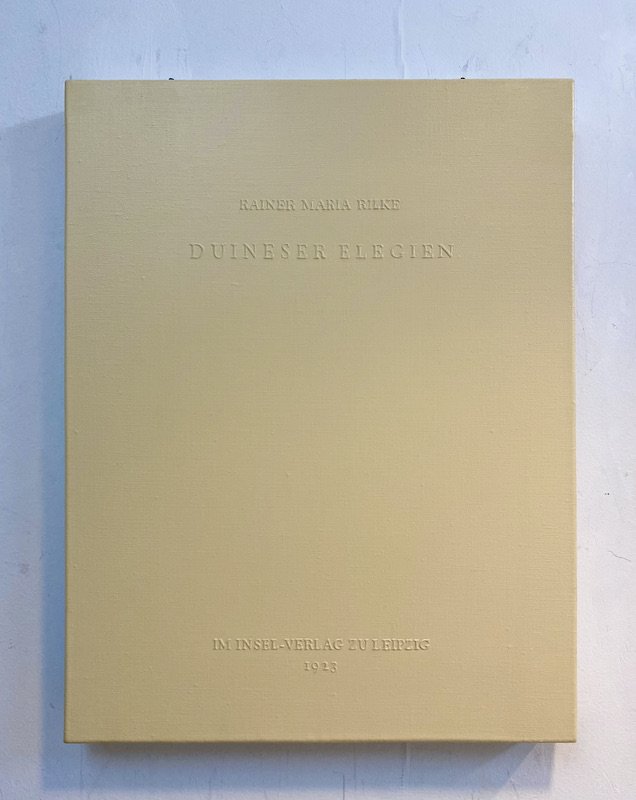 RAINER MARIA RILKE
DUINESER ELEGIEN
IM INSEL-VERLAG ZU LEIPZIG
1923